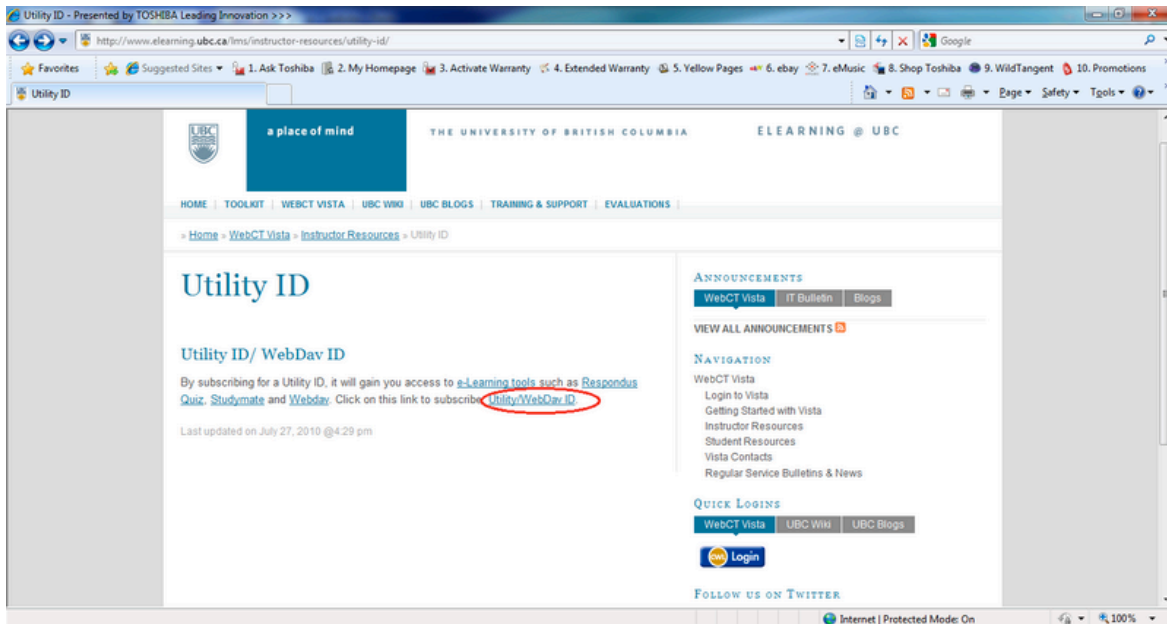 Utility ID - Presented by TOSHIBA Leading Innovation >>>
http://www.elearning.ubc.ca/lms/instructor-resources/utility-id/
Google
Favorites Suggested Sites 1. Ask Toshiba 2. My Homepage 3. Activate Warranty 4. Extended Warranty 5. Yellow Pages 6. ebay 7. eMusic 8. Shop Toshiba 9. WildTangent 10. Promotions
Utility ID
Page Safety Tools
UBC
a place of mind
THE UNIVERSITY OF BRITISH COLUMBIA
ELEARNING @ UBC
HOME | TOOLKIT | WEBCT VISTA | UBC WIKI | UBC BLOGS | TRAINING & SUPPORT | EVALUATIONS |
» Home » WebCT Vista » Instructor Resources » Utility ID
Utility ID
Utility ID/ WebDav ID
By subscribing for a Utility ID, it will gain you access to e-Learning tools such as Respondus
Quiz, Studymate and Webdav. Click on this link to subscribe Utility/WebDav ID.
Last updated on July 27, 2010 @4:29 pm
ANNOUNCEMENTS
WebCT Vista IT Bulletin Blogs
VIEW ALL ANNOUNCEMENTS
NAVIGATION
WebCT Vista
Login to Vista
Getting Started with Vista
Instructor Resources
Student Resources
Vista Contacts
Regular Service Bulletins & News
QUICK LOGINS
WebCT Vista UBC Wiki UBC Blogs
CWL Login
FOLLOW US ON TWITTER
Internet | Protected Mode: On
100%